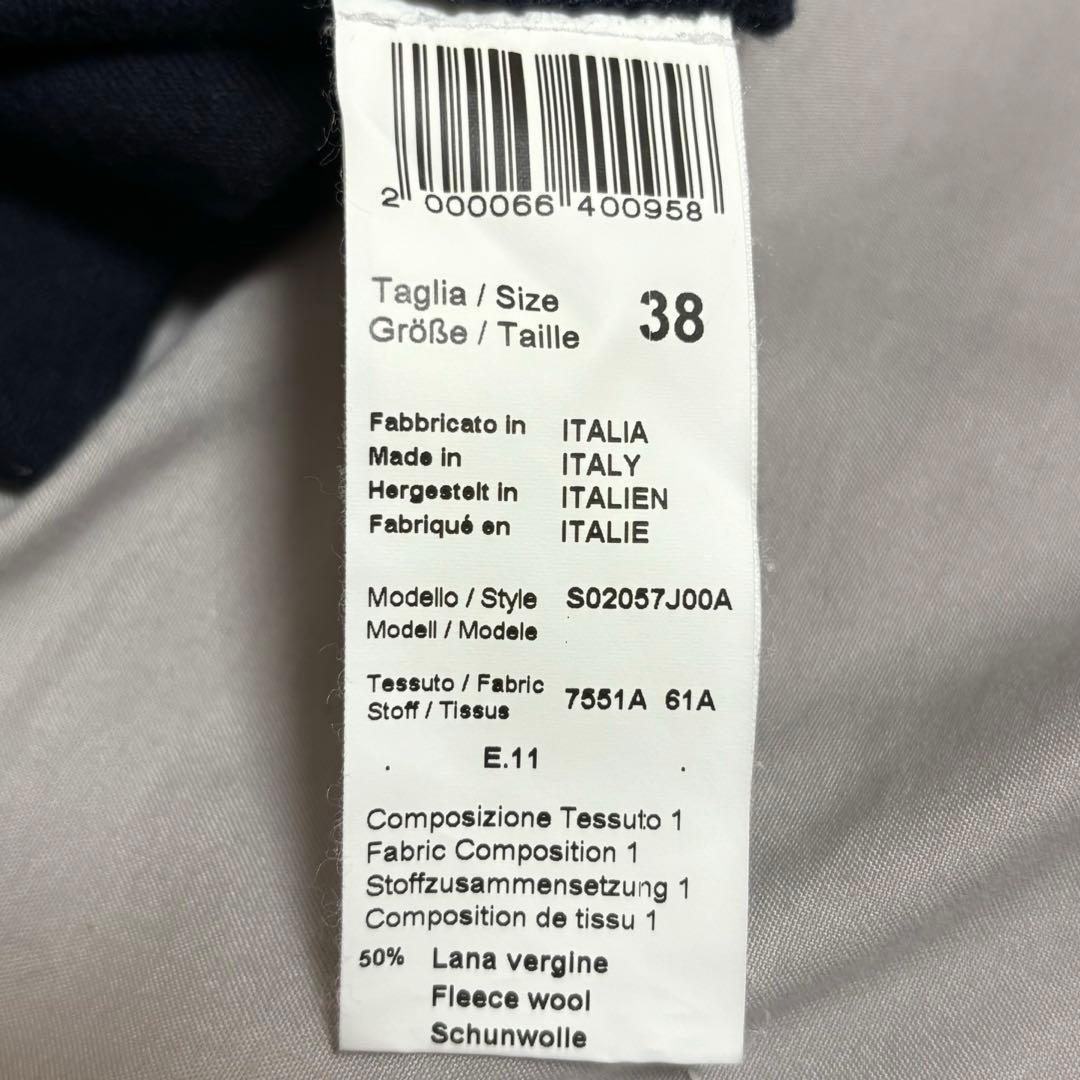 2 000066 400958
Taglia / Size 38
Größe / Taille
Fabbricato in ITALIA
Made in ITALY
Hergestelt in ITALIEN
Fabriqué en ITALIE
Modello / Style S02057J00A
Modell / Modele
Tessuto / Fabric 7551A 61A
Stoff / Tissus
. E.11 .
Composizione Tessuto 1
Fabric Composition 1
Stoffzusammensetzung 1
Composition de tissu 1
50% Lana vergine
Fleece wool
Schunwolle